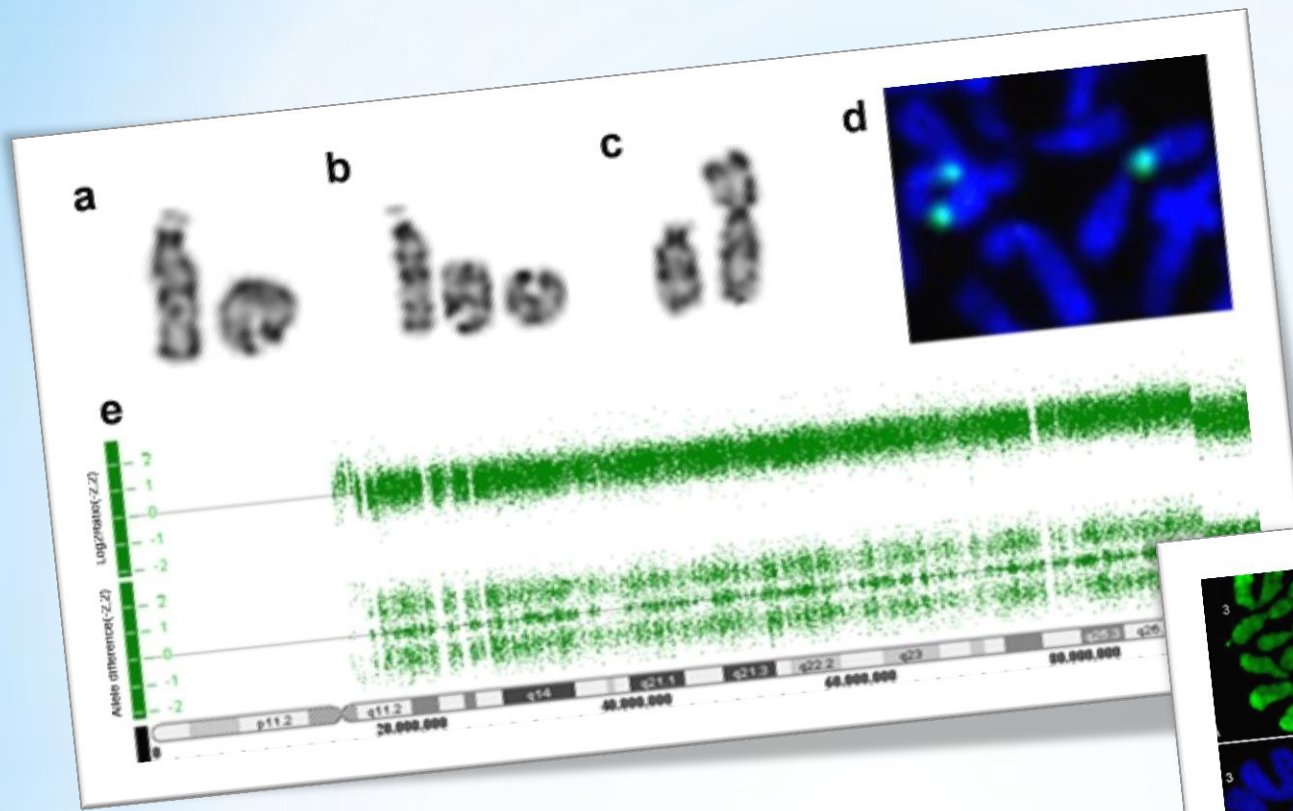 a
b
c
d
e
Log2Ratio(-2,2)
2
1
0
-1
-2
Allele difference(-2,2)
2
1
0
-1
-2
p11.2
q11.2
q14
q21.1
q21.3
q22.2
q23
q25.3
q26.
0
20.000.000
40.000.000
60.000.000
80.000.000
3
3